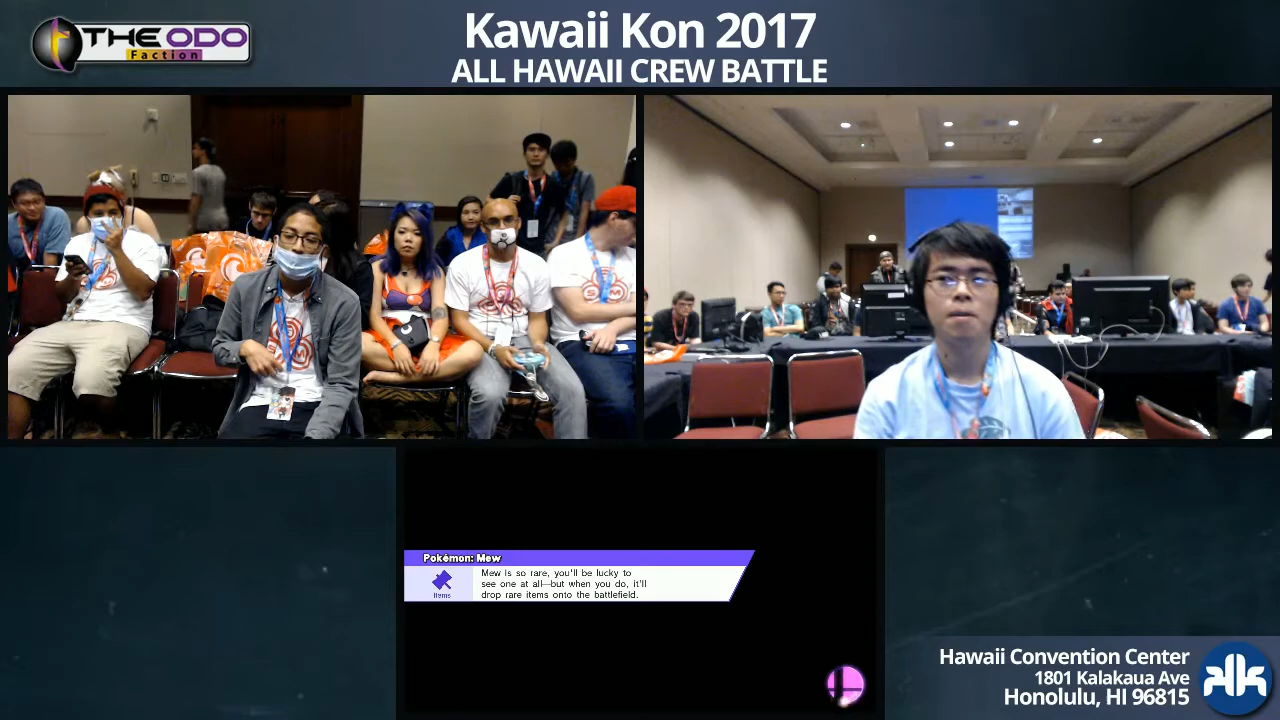 THE ODO
Faction
Kawaii Kon 2017
ALL HAWAII CREW BATTLE
Pokémon: Mew
Mew is so rare, you'll be lucky to
see one at all—but when you do, it'll
drop rare items onto the battlefield.
Items
Hawaii Convention Center
1801 Kalakaua Ave
Honolulu, HI 96815